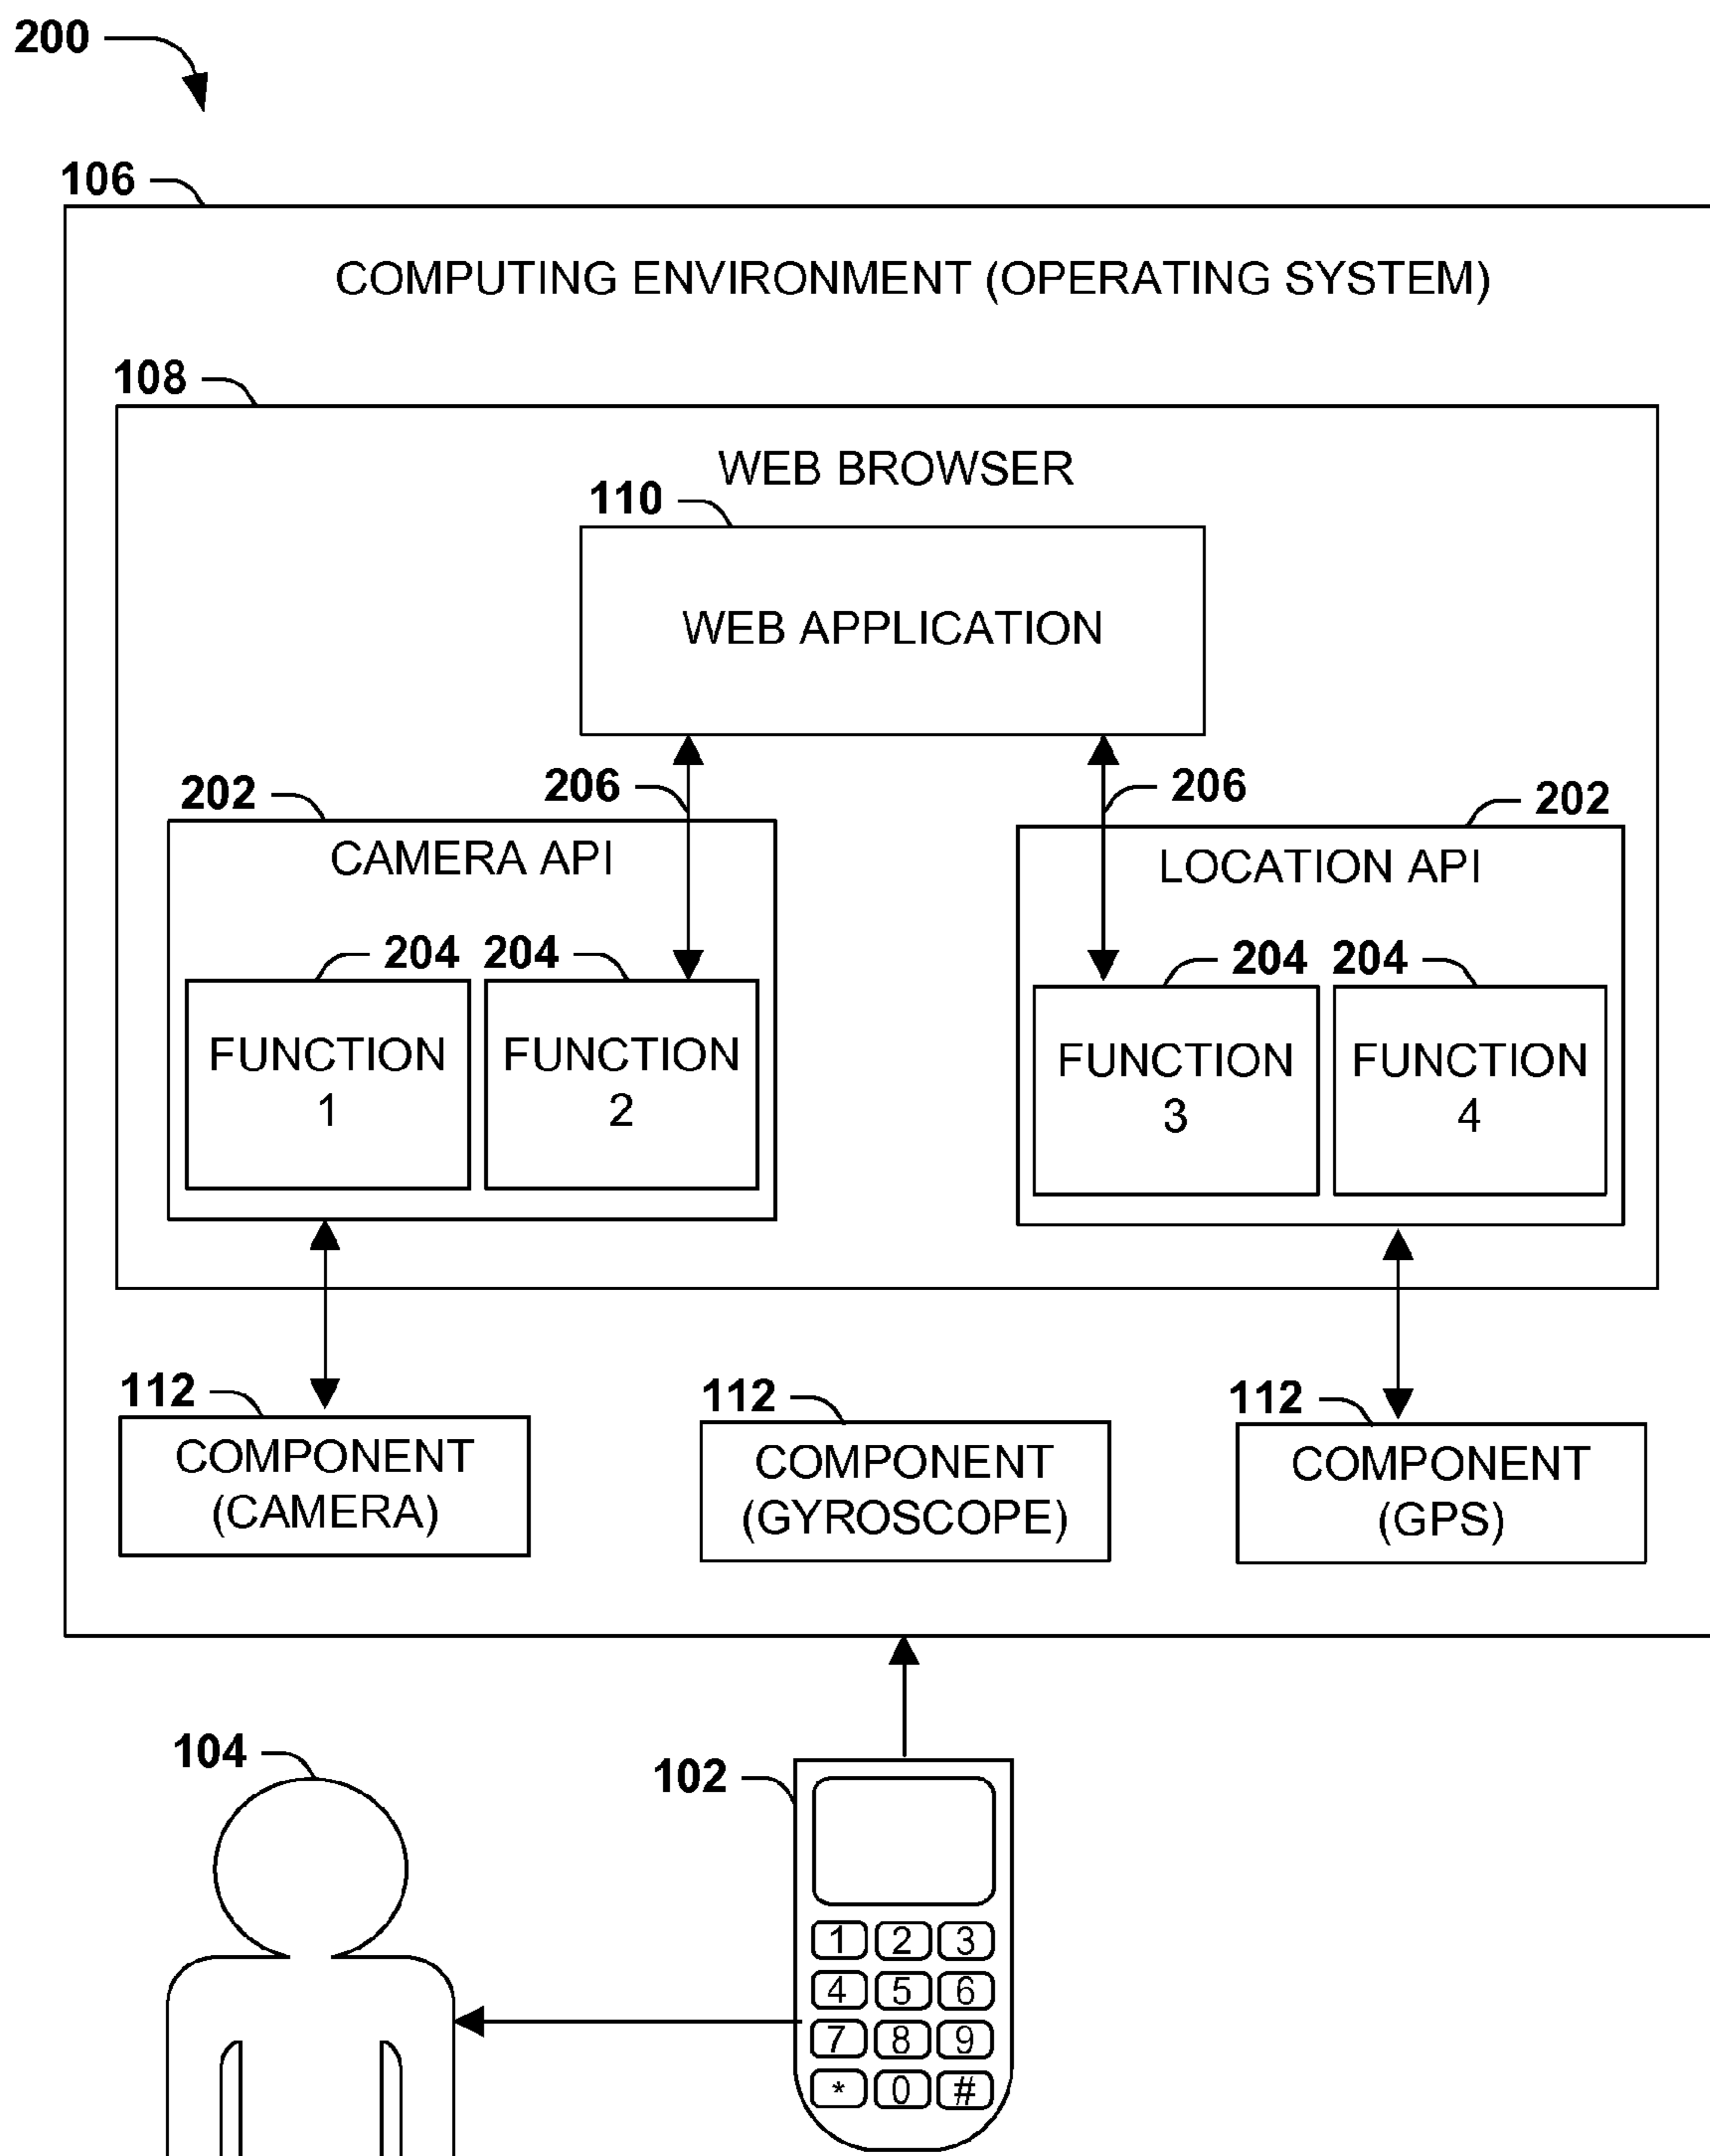 200
106
COMPUTING ENVIRONMENT (OPERATING SYSTEM)
108
WEB BROWSER
110
WEB APPLICATION
202
206
206
202
CAMERA API
LOCATION API
204
204
204
204
FUNCTION
1
FUNCTION
2
FUNCTION
3
FUNCTION
4
112
112
112
COMPONENT
(CAMERA)
COMPONENT
(GYROSCOPE)
COMPONENT
(GPS)
104
102
1 2 3
4 5 6
7 8 9
* 0 #